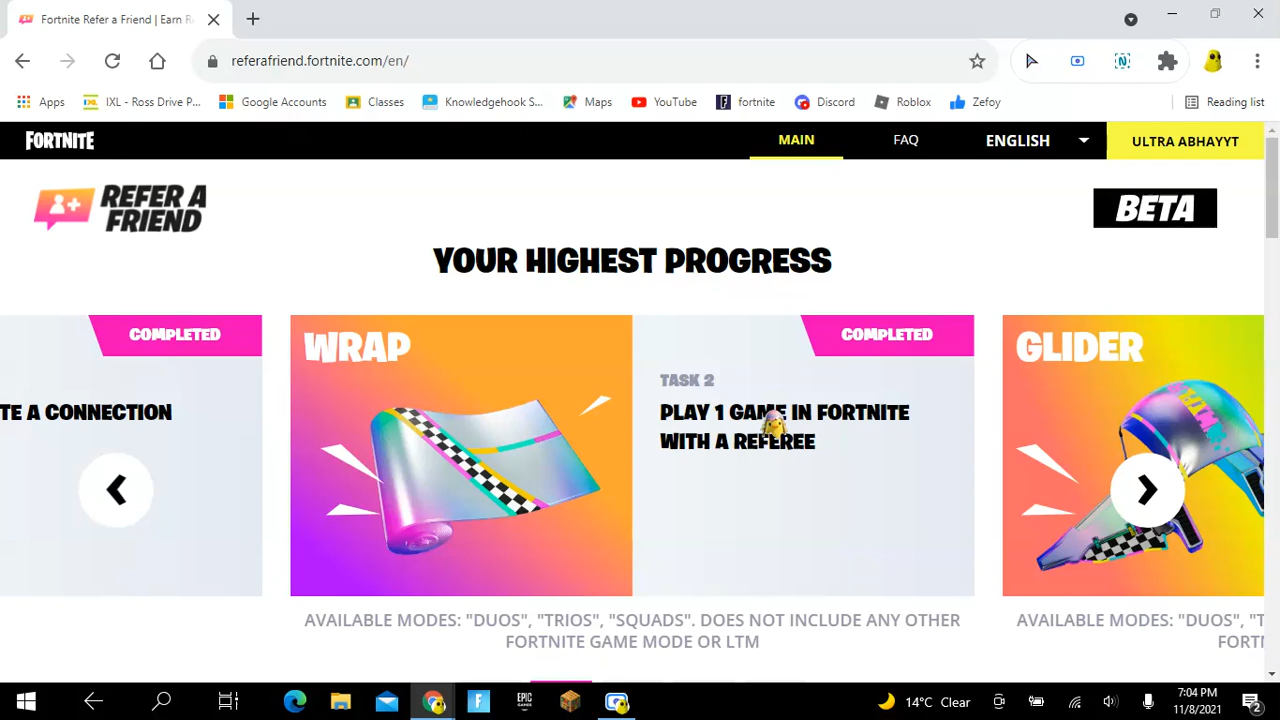 Fortnite Refer a Friend | Earn R
referafriend.fortnite.com/en/
Apps
IXL - Ross Drive P...
Google Accounts
Classes
Knowledgehook S...
Maps
YouTube
fortnite
Discord
Roblox
Zefoy
Reading list
FORTNITE
MAIN
FAQ
ENGLISH
ULTRA ABHAYYT
REFER A
FRIEND
BETA
YOUR HIGHEST PROGRESS
COMPLETED
TE A CONNECTION
WRAP
COMPLETED
TASK 2
PLAY 1 GAME IN FORTNITE
WITH A REFEREE
GLIDER
AVAILABLE MODES: "DUOS", "TRIOS", "SQUADS". DOES NOT INCLUDE ANY OTHER
FORTNITE GAME MODE OR LTM
AVAILABLE MODES: "DUOS", "T
FORTN
EPIC
GAMES
14°C Clear
7:04 PM
11/8/2021
2